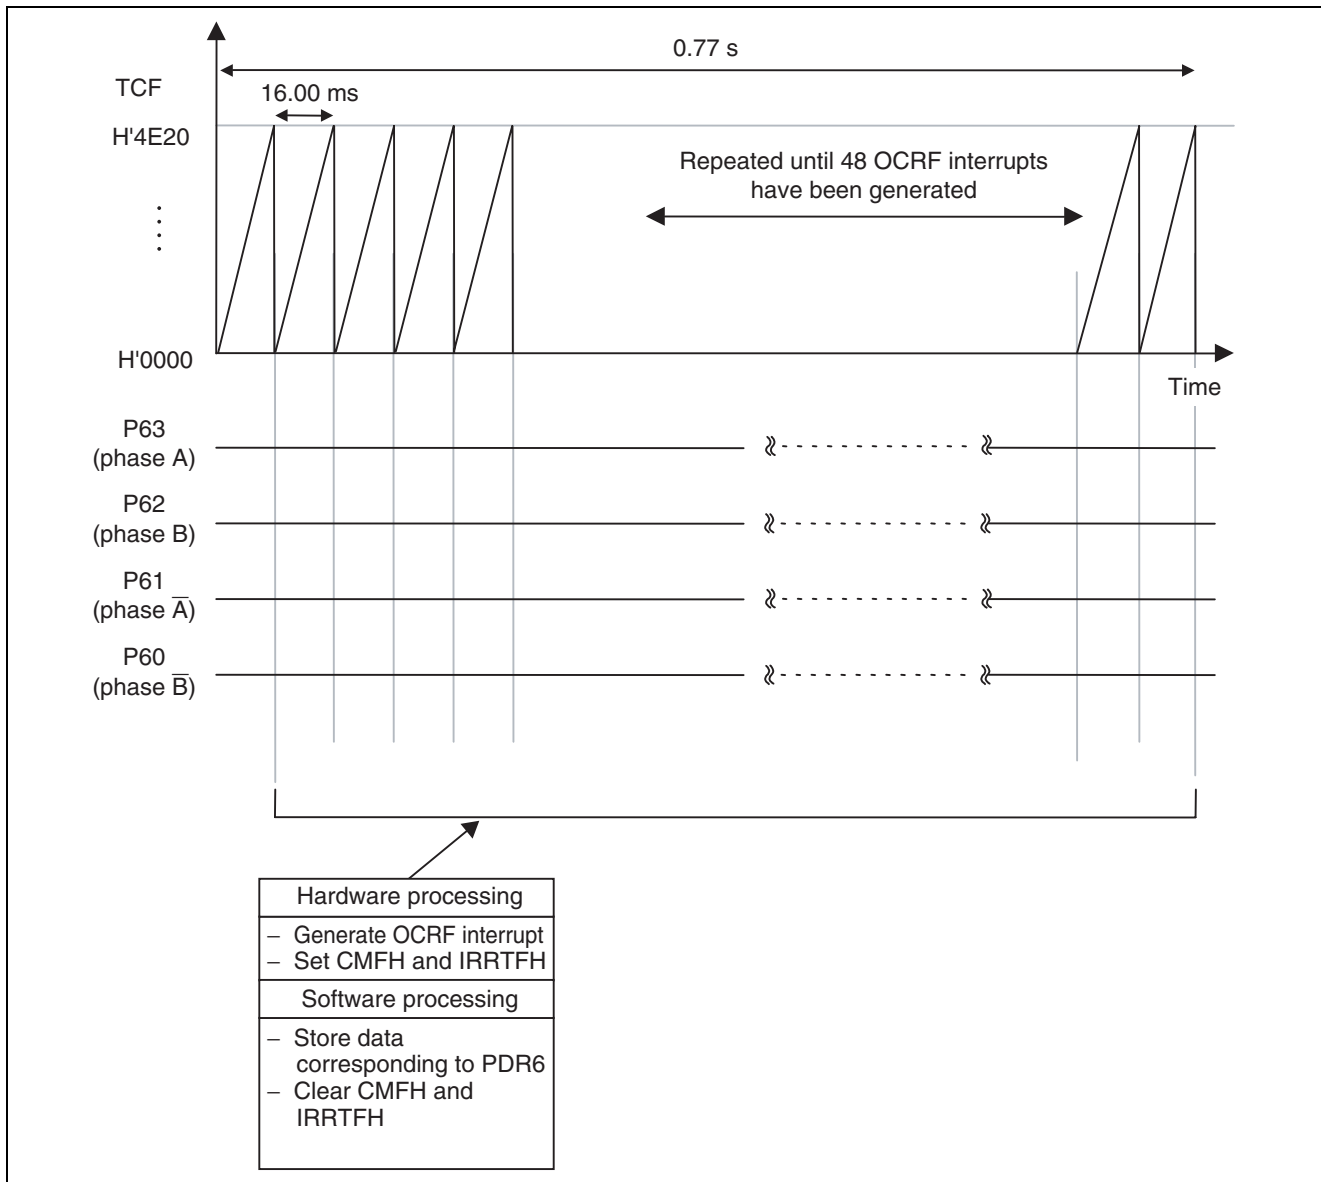 0.77 s
TCF
16.00 ms
H'4E20
Repeated until 48 OCRF interrupts
have been generated
H'0000
Time
P63
(phase A)
P62
(phase B)
P61
(phase A̅)
P60
(phase B̅)
Hardware processing
– Generate OCRF interrupt
– Set CMFH and IRRTFH
Software processing
– Store data
corresponding to PDR6
– Clear CMFH and
IRRTFH